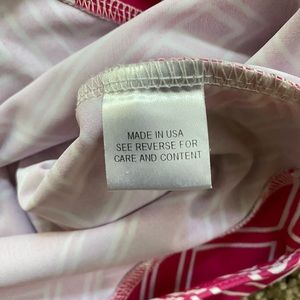 MADE IN USA
SEE REVERSE FOR
CARE AND CONTENT